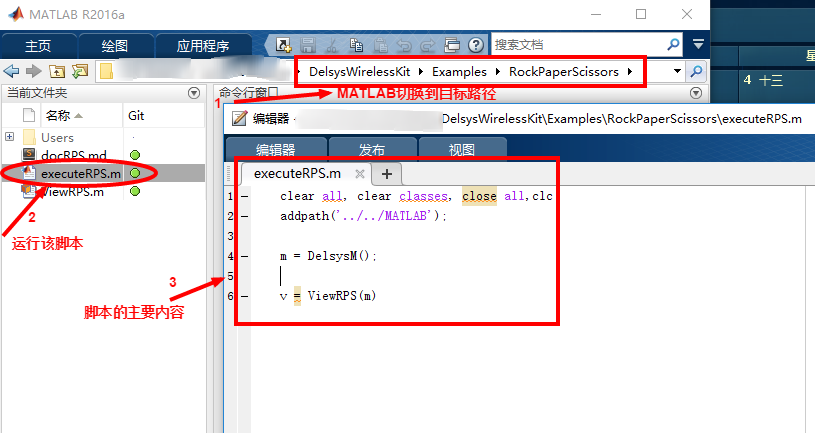 MATLAB R2016a
主页 绘图 应用程序 搜索文档
DelsysWirelessKit Examples RockPaperScissors
当前文件夹 命令行窗口
1 MATLAB切换到目标路径
名称 Git
Users
docRPS.md
executeRPS.m
ViewRPS.m
2
运行该脚本
3
脚本的主要内容
编辑器 - DelsysWirelessKit\Examples\RockPaperScissors\executeRPS.m
编辑器 发布 视图
executeRPS.m
1 – clear all, clear classes, close all,clc
2 – addpath('../../MATLAB');
4 – m = DelsysM();
5
6 – v = ViewRPS(m)
4 十三
星